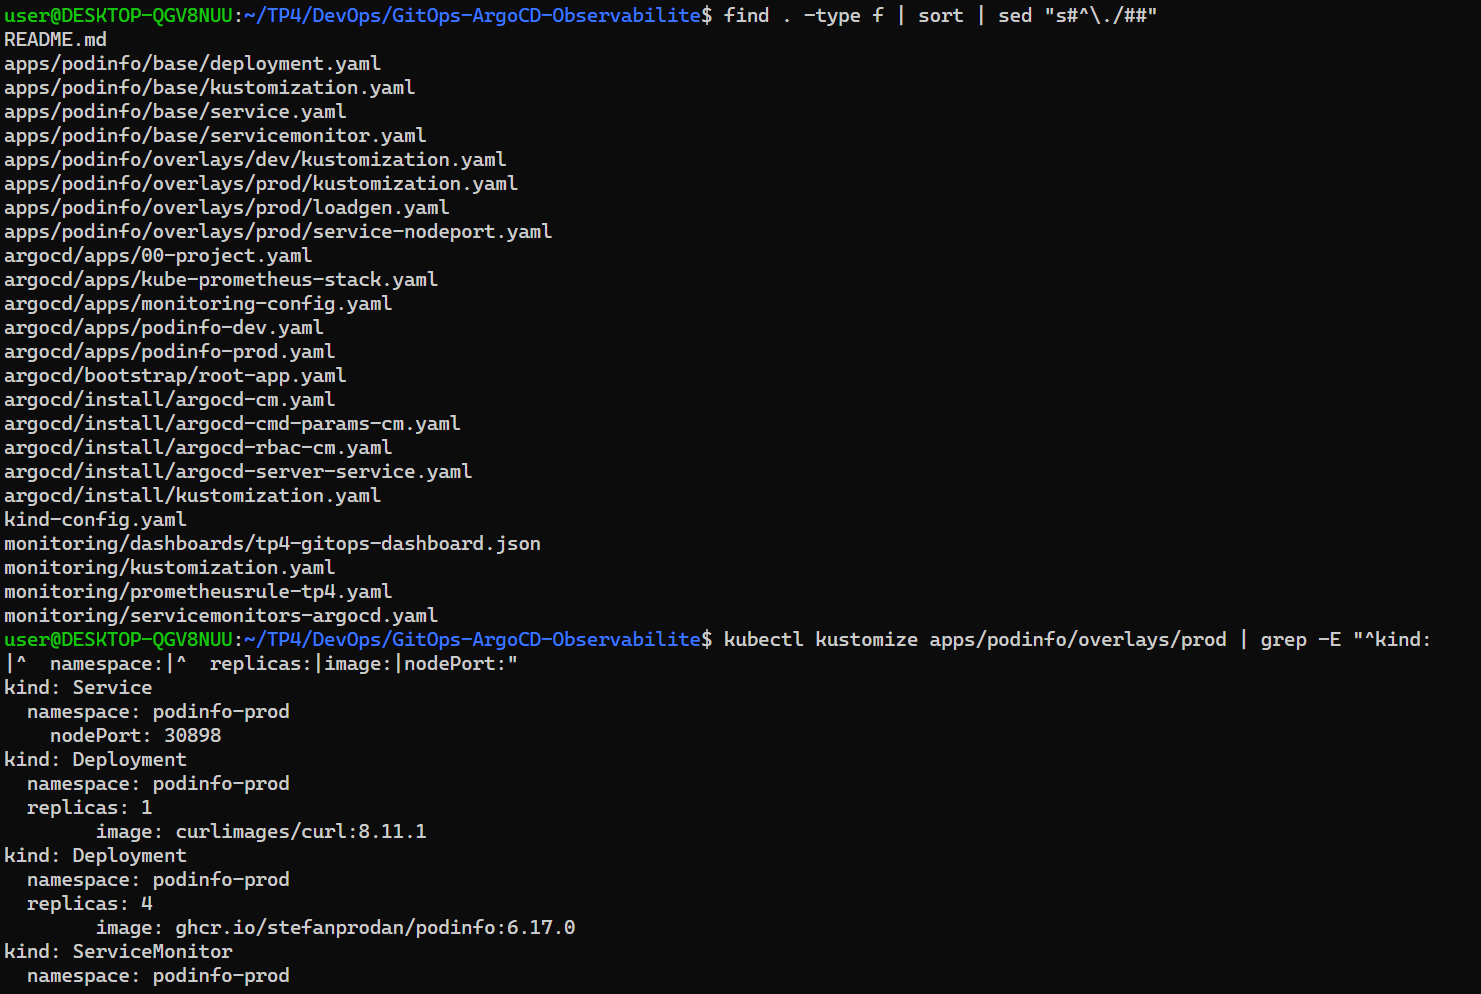 user@DESKTOP-QGV8NUU:~/TP4/DevOps/GitOps-ArgoCD-Observabilite$ find . -type f | sort | sed "s#^\./##"
README.md
apps/podinfo/base/deployment.yaml
apps/podinfo/base/kustomization.yaml
apps/podinfo/base/service.yaml
apps/podinfo/base/servicemonitor.yaml
apps/podinfo/overlays/dev/kustomization.yaml
apps/podinfo/overlays/prod/kustomization.yaml
apps/podinfo/overlays/prod/loadgen.yaml
apps/podinfo/overlays/prod/service-nodeport.yaml
argocd/apps/00-project.yaml
argocd/apps/kube-prometheus-stack.yaml
argocd/apps/monitoring-config.yaml
argocd/apps/podinfo-dev.yaml
argocd/apps/podinfo-prod.yaml
argocd/bootstrap/root-app.yaml
argocd/install/argocd-cm.yaml
argocd/install/argocd-cmd-params-cm.yaml
argocd/install/argocd-rbac-cm.yaml
argocd/install/argocd-server-service.yaml
argocd/install/kustomization.yaml
kind-config.yaml
monitoring/dashboards/tp4-gitops-dashboard.json
monitoring/kustomization.yaml
monitoring/prometheusrule-tp4.yaml
monitoring/servicemonitors-argocd.yaml
user@DESKTOP-QGV8NUU:~/TP4/DevOps/GitOps-ArgoCD-Observabilite$ kubectl kustomize apps/podinfo/overlays/prod | grep -E "^kind:
|^  namespace:|^  replicas:|image:|nodePort:"
kind: Service
  namespace: podinfo-prod
    nodePort: 30898
kind: Deployment
  namespace: podinfo-prod
  replicas: 1
        image: curlimages/curl:8.11.1
kind: Deployment
  namespace: podinfo-prod
  replicas: 4
        image: ghcr.io/stefanprodan/podinfo:6.17.0
kind: ServiceMonitor
  namespace: podinfo-prod